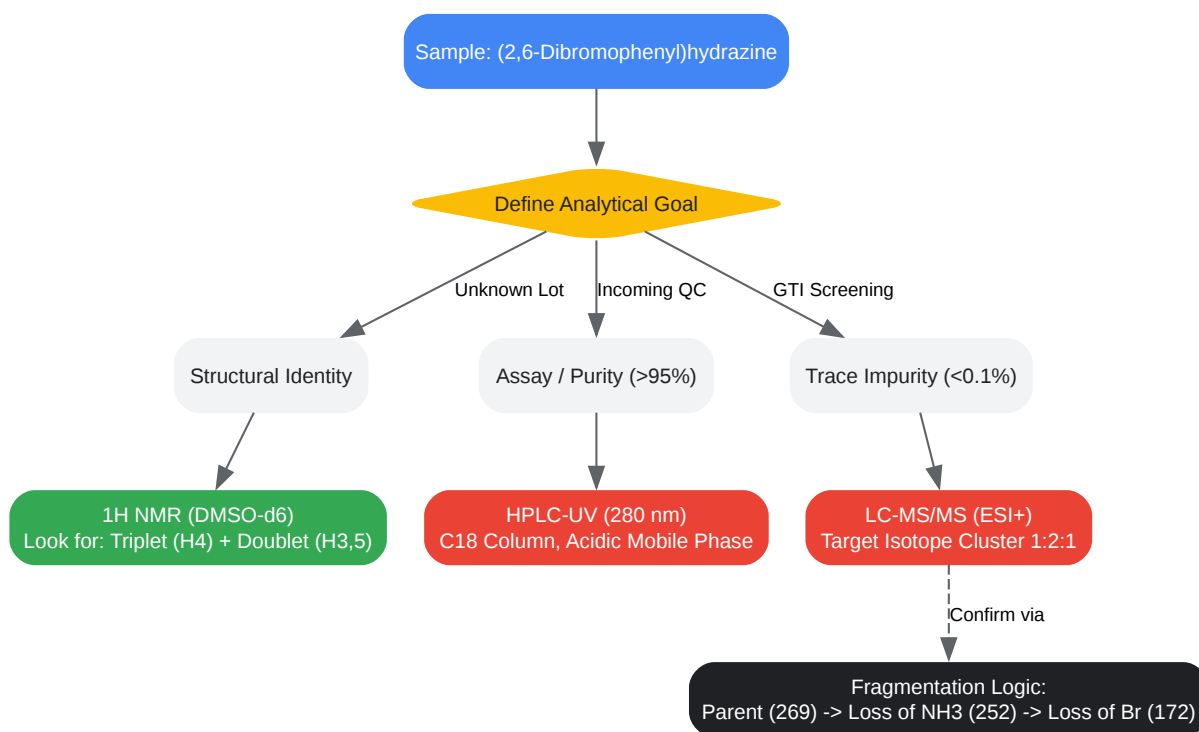 Sample: (2,6-Dibromophenyl)hydrazine
Define Analytical Goal
Unknown Lot
Incoming QC
GTI Screening
Structural Identity
Assay / Purity (>95%)
Trace Impurity (<0.1%)
1H NMR (DMSO-d6)
Look for: Triplet (H4) + Doublet (H3,5)
HPLC-UV (280 nm)
C18 Column, Acidic Mobile Phase
LC-MS/MS (ESI+)
Target Isotope Cluster 1:2:1
Confirm via
Fragmentation Logic:
Parent (269) -> Loss of NH3 (252) -> Loss of Br (172)